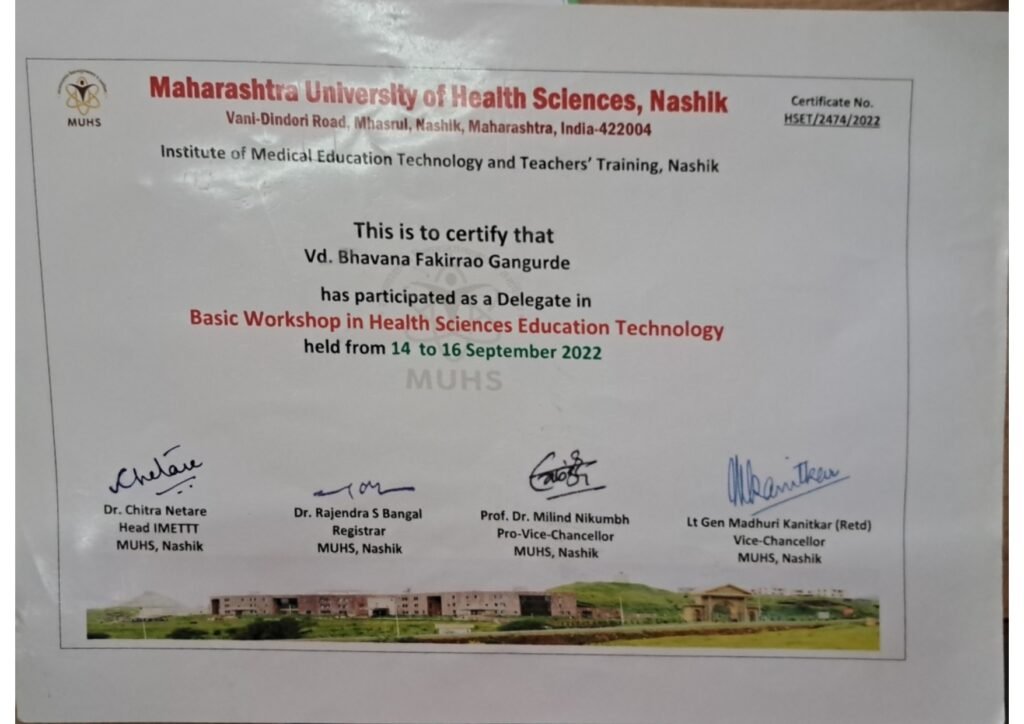 MUHS
Maharashtra University of Health Sciences, Nashik
Vani-Dindori Road, Mhasrul, Nashik, Maharashtra, India-422004
Certificate No.
HSET/2474/2022
Institute of Medical Education Technology and Teachers' Training, Nashik
This is to certify that
Vd. Bhavana Fakirrao Gangurde
has participated as a Delegate in
Basic Workshop in Health Sciences Education Technology
held from 14 to 16 September 2022
MUHS
Dr. Chitra Netare
Head IMETTT
MUHS, Nashik
Dr. Rajendra S Bangal
Registrar
MUHS, Nashik
Prof. Dr. Milind Nikumbh
Pro-Vice-Chancellor
MUHS, Nashik
Lt Gen Madhuri Kanitkar (Retd)
Vice-Chancellor
MUHS, Nashik